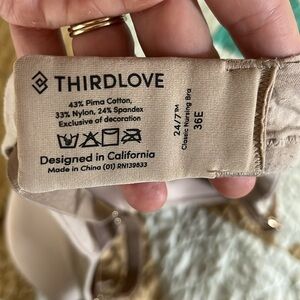 THIRDLOVE
43% Pima Cotton,
33% Nylon, 24% Spandex
Exclusive of decoration
Designed in California
Made in China (01) RN139633
24/7™
Classic Nursing Bra
36E